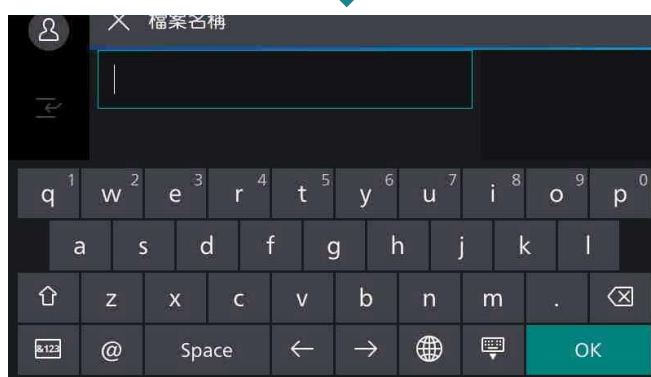 檔案名稱
q 1 w 2 e 3 r 4 t 5 y 6 u 7 i 8 o 9 p 0
a s d f g h j k l
z x c v b n m .
&123 @ Space OK